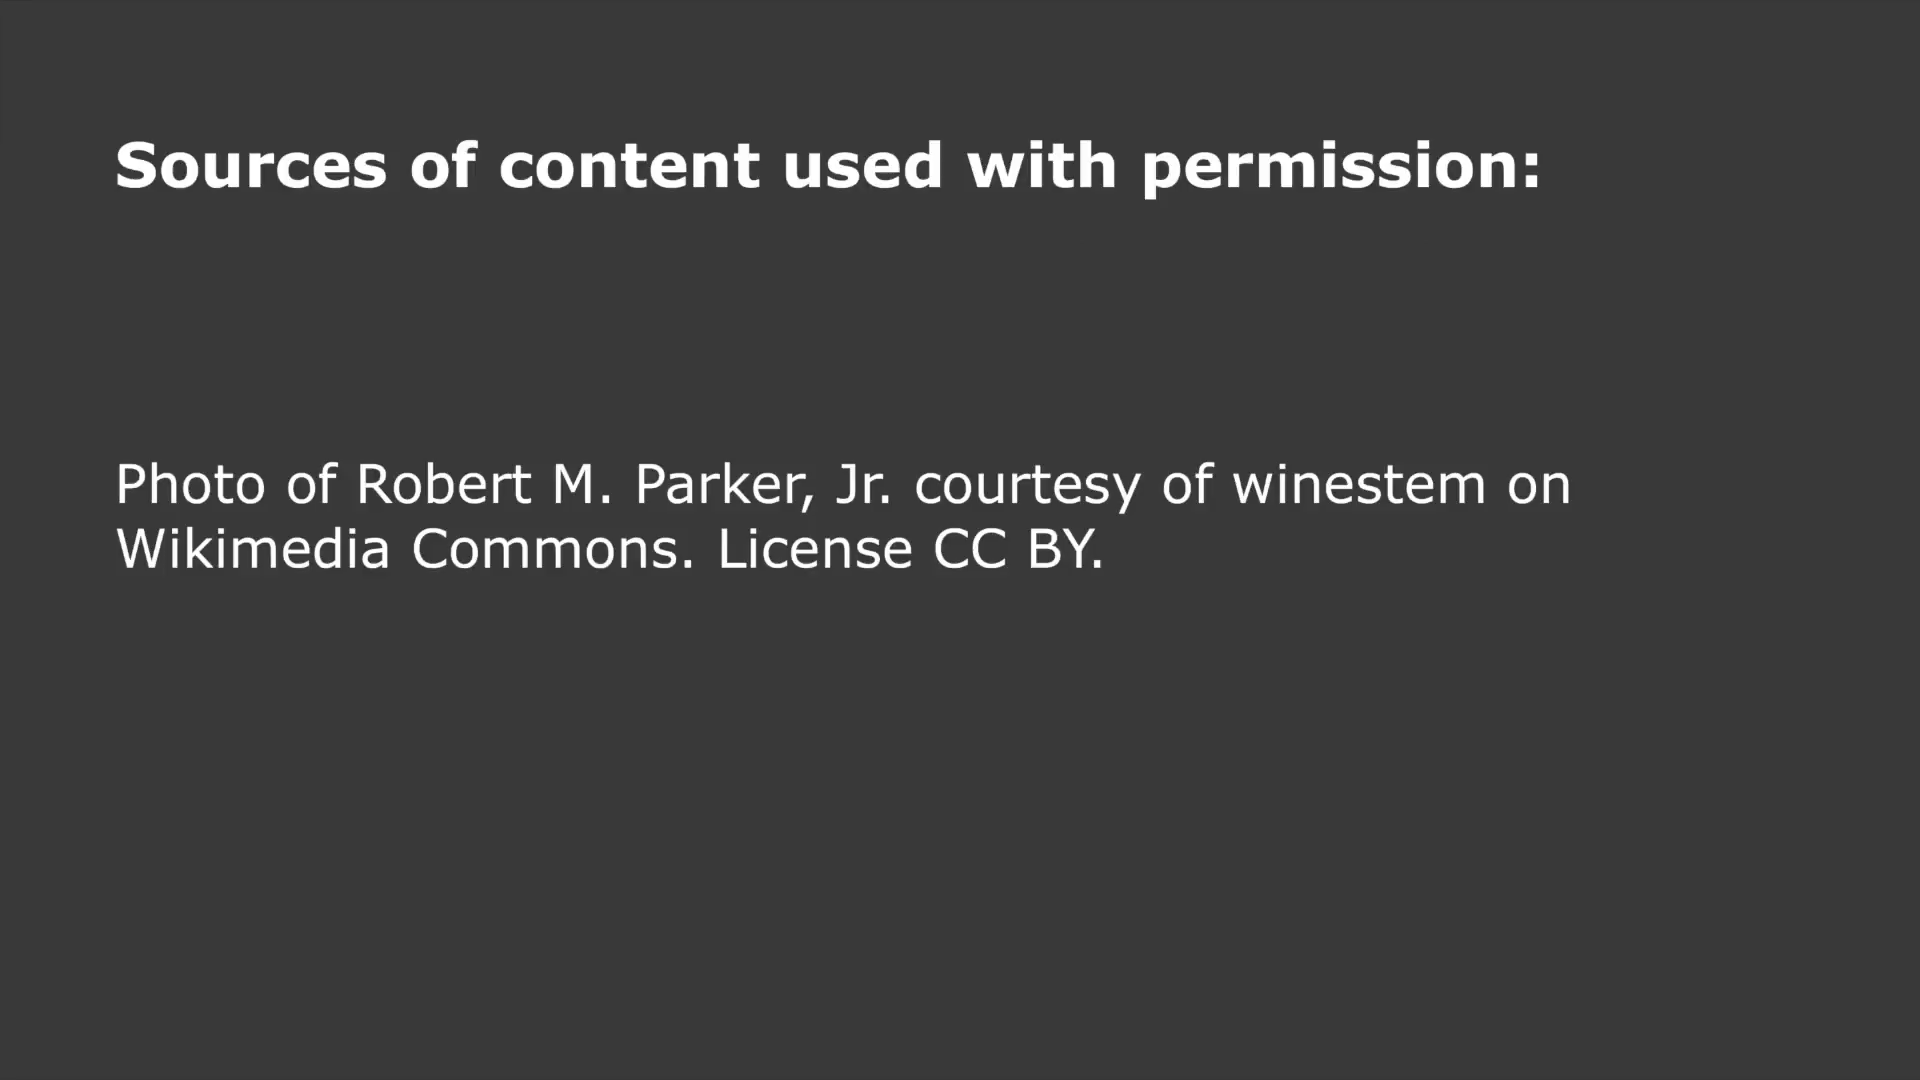 Sources of content used with permission:
Photo of Robert M. Parker, Jr. courtesy of winestem on
Wikimedia Commons. License CC BY.